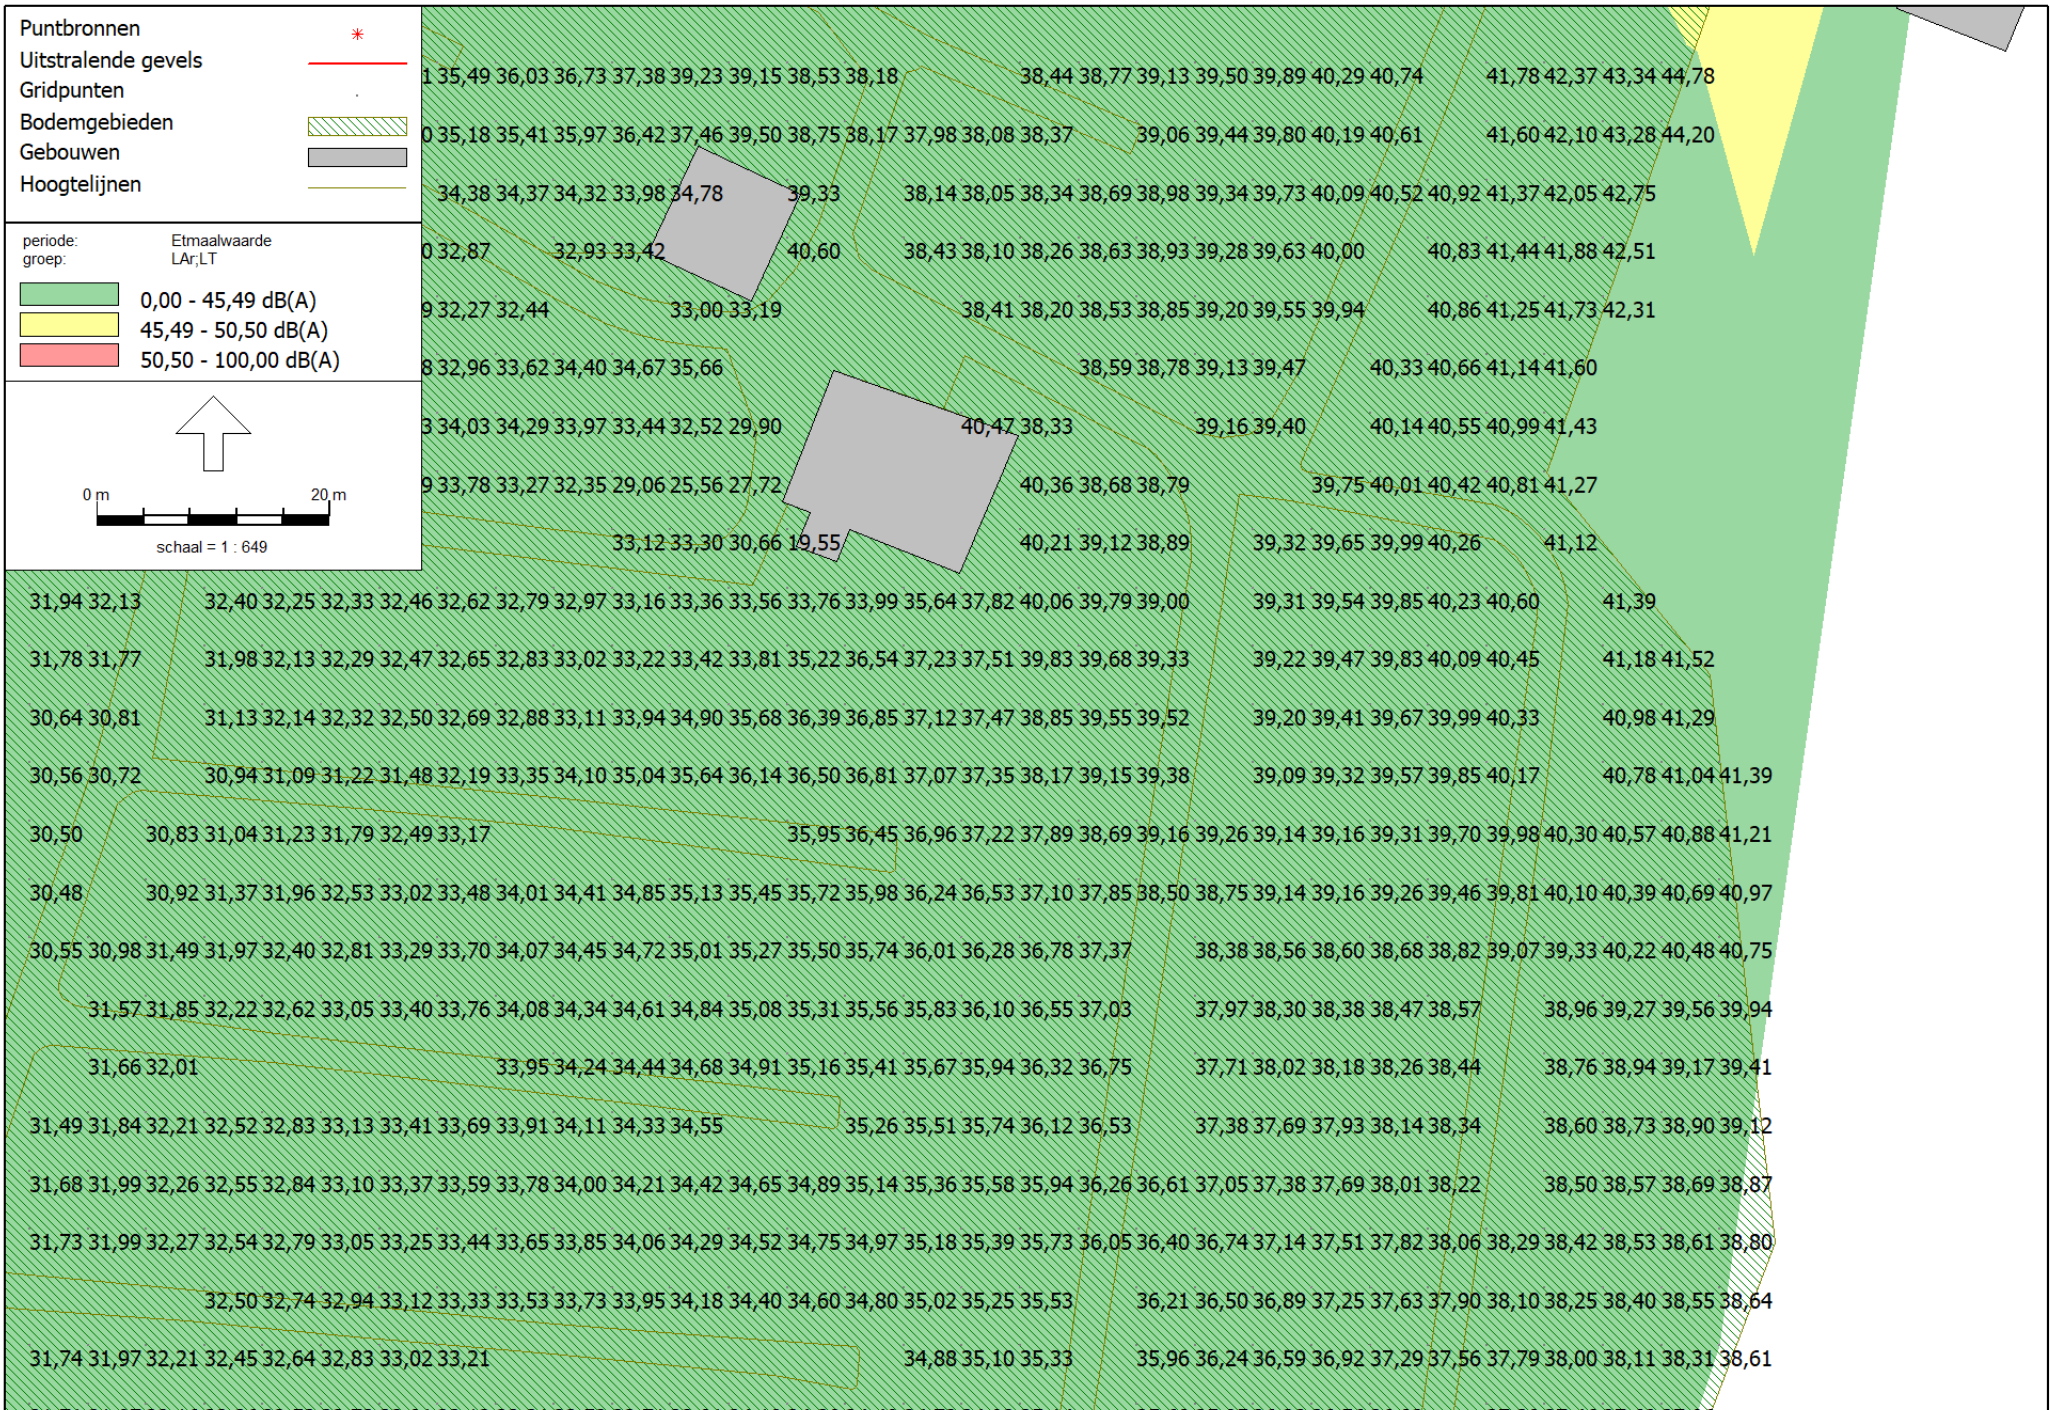 Puntbronnen
Uitstralende gevels
Gridpunten
Bodemgebieden
Gebouwen
Hoogtelijnen
periode: Etmaalwaarde
groep: LAr;LT
0,00 - 45,49 dB(A)
45,49 - 50,50 dB(A)
50,50 - 100,00 dB(A)
0 m 20 m
schaal = 1 : 649
1 35,49 36,03 36,73 37,38 39,23 39,15 38,53 38,18 38,44 38,77 39,13 39,50 39,89 40,29 40,74 41,78 42,37 43,34 44,78
0 35,18 35,41 35,97 36,42 37,46 39,50 38,75 38,17 37,98 38,08 38,37 39,06 39,44 39,80 40,19 40,61 41,60 42,10 43,28 44,20
34,38 34,37 34,32 33,98 34,78 39,33 38,14 38,05 38,34 38,69 38,98 39,34 39,73 40,09 40,52 40,92 41,37 42,05 42,75
0 32,87 32,93 33,42 40,60 38,43 38,10 38,26 38,63 38,93 39,28 39,63 40,00 40,83 41,44 41,88 42,51
9 32,27 32,44 33,00 33,19 38,41 38,20 38,53 38,85 39,20 39,55 39,94 40,86 41,25 41,73 42,31
8 32,96 33,62 34,40 34,67 35,66 38,59 38,78 39,13 39,47 40,33 40,66 41,14 41,60
3 34,03 34,29 33,97 33,44 32,52 29,90 40,47 38,33 39,16 39,40 40,14 40,55 40,99 41,43
9 33,78 33,27 32,35 29,06 25,56 27,72 40,36 38,68 38,79 39,75 40,01 40,42 40,81 41,27
33,12 33,30 30,66 19,55 40,21 39,12 38,89 39,32 39,65 39,99 40,26 41,12
31,94 32,13 32,40 32,25 32,33 32,46 32,62 32,79 32,97 33,16 33,36 33,56 33,76 33,99 35,64 37,82 40,06 39,79 39,00 39,31 39,54 39,85 40,23 40,60 41,39
31,78 31,77 31,98 32,13 32,29 32,47 32,65 32,83 33,02 33,22 33,42 33,81 35,22 36,54 37,23 37,51 39,83 39,68 39,33 39,22 39,47 39,83 40,09 40,45 41,18 41,52
30,64 30,81 31,13 32,14 32,32 32,50 32,69 32,88 33,11 33,94 34,90 35,68 36,39 36,85 37,12 37,47 38,85 39,55 39,52 39,20 39,41 39,67 39,99 40,33 40,98 41,29
30,56 30,72 30,94 31,09 31,22 31,48 32,19 33,35 34,10 35,04 35,64 36,14 36,50 36,81 37,07 37,35 38,17 39,15 39,38 39,09 39,32 39,57 39,85 40,17 40,78 41,04 41,39
30,50 30,83 31,04 31,23 31,79 32,49 33,17 35,95 36,45 36,96 37,22 37,89 38,69 39,16 39,26 39,14 39,16 39,31 39,70 39,98 40,30 40,57 40,88 41,21
30,48 30,92 31,37 31,96 32,53 33,02 33,48 34,01 34,41 34,85 35,13 35,45 35,72 35,98 36,24 36,53 37,10 37,85 38,50 38,75 39,14 39,16 39,26 39,46 39,81 40,10 40,39 40,69 40,97
30,55 30,98 31,49 31,97 32,40 32,81 33,29 33,70 34,07 34,45 34,72 35,01 35,27 35,50 35,74 36,01 36,28 36,78 37,37 38,38 38,56 38,60 38,68 38,82 39,07 39,33 40,22 40,48 40,75
31,57 31,85 32,22 32,62 33,05 33,40 33,76 34,08 34,34 34,61 34,84 35,08 35,31 35,56 35,83 36,10 36,55 37,03 37,97 38,30 38,38 38,47 38,57 38,96 39,27 39,56 39,94
31,66 32,01 33,95 34,24 34,44 34,68 34,91 35,16 35,41 35,67 35,94 36,32 36,75 37,71 38,02 38,18 38,26 38,44 38,76 38,94 39,17 39,41
31,49 31,84 32,21 32,52 32,83 33,13 33,41 33,69 33,91 34,11 34,33 34,55 35,26 35,51 35,74 36,12 36,53 37,38 37,69 37,93 38,14 38,34 38,60 38,73 38,90 39,12
31,68 31,99 32,26 32,55 32,84 33,10 33,37 33,59 33,78 34,00 34,21 34,42 34,65 34,89 35,14 35,36 35,58 35,94 36,26 36,61 37,05 37,38 37,69 38,01 38,22 38,50 38,57 38,69 38,87
31,73 31,99 32,27 32,54 32,79 33,05 33,25 33,44 33,65 33,85 34,06 34,29 34,52 34,75 34,97 35,18 35,39 35,73 36,05 36,40 36,74 37,14 37,51 37,82 38,06 38,29 38,42 38,53 38,61 38,80
32,50 32,74 32,94 33,12 33,33 33,53 33,73 33,95 34,18 34,40 34,60 34,80 35,02 35,25 35,53 36,21 36,50 36,89 37,25 37,63 37,90 38,10 38,25 38,40 38,55 38,64
31,74 31,97 32,21 32,45 32,64 32,83 33,02 33,21 34,88 35,10 35,33 35,96 36,24 36,59 36,92 37,29 37,56 37,79 38,00 38,11 38,31 38,61